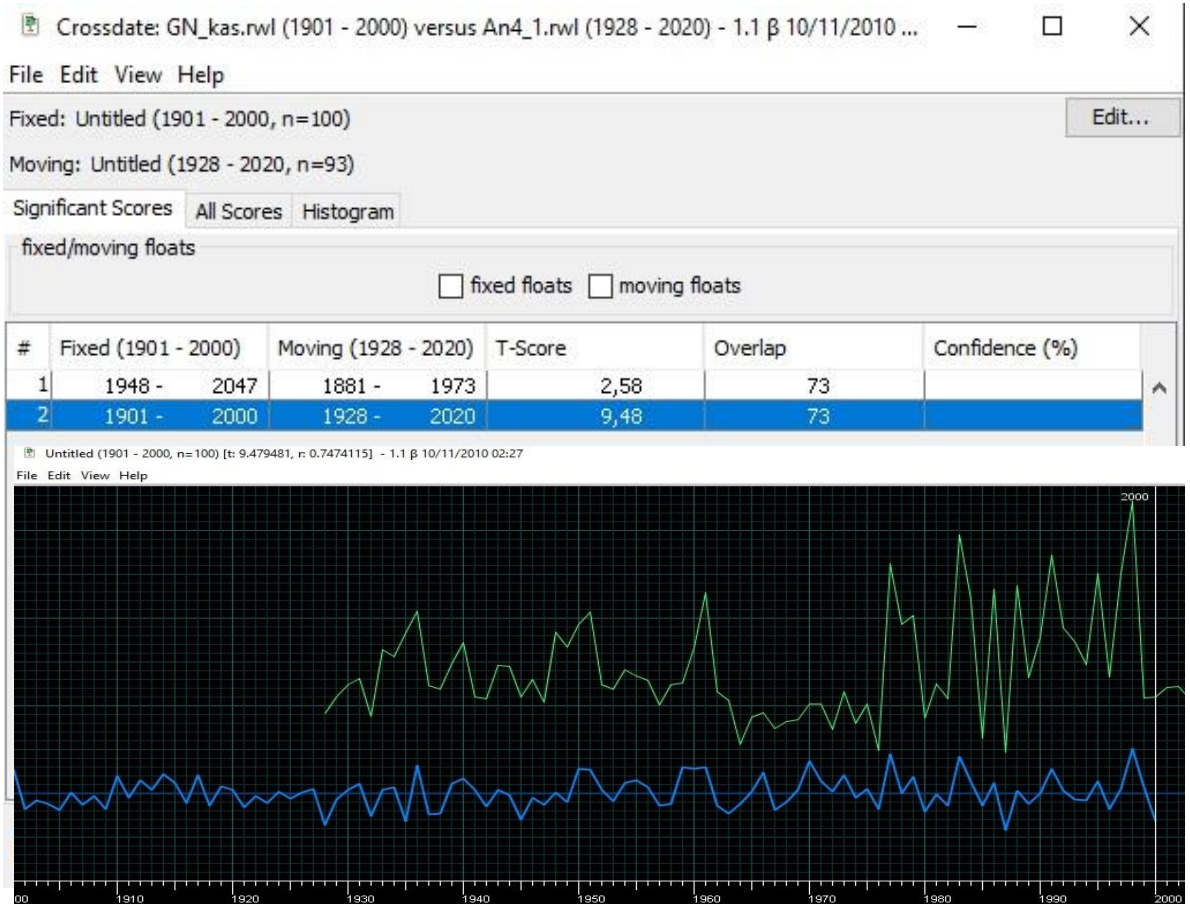 Crossdate: GN_kas.rwl (1901 - 2000) versus An4_1.rwl (1928 - 2020) - 1.1 β 10/11/2010 ...
File Edit View Help
Fixed: Untitled (1901 - 2000, n=100)
Edit...
Moving: Untitled (1928 - 2020, n=93)
Significant Scores All Scores Histogram
fixed/moving floats
fixed floats moving floats
# Fixed (1901 - 2000) Moving (1928 - 2020) T-Score Overlap Confidence (%)
1 1948 - 2047 1881 - 1973 2,58 73
2 1901 - 2000 1928 - 2020 9,48 73
Untitled (1901 - 2000, n=100) [t: 9.479481, r: 0.7474115] - 1.1 β 10/11/2010 02:27
File Edit View Help
2000
00 1910 1920 1930 1940 1950 1960 1970 1980 1990 2000